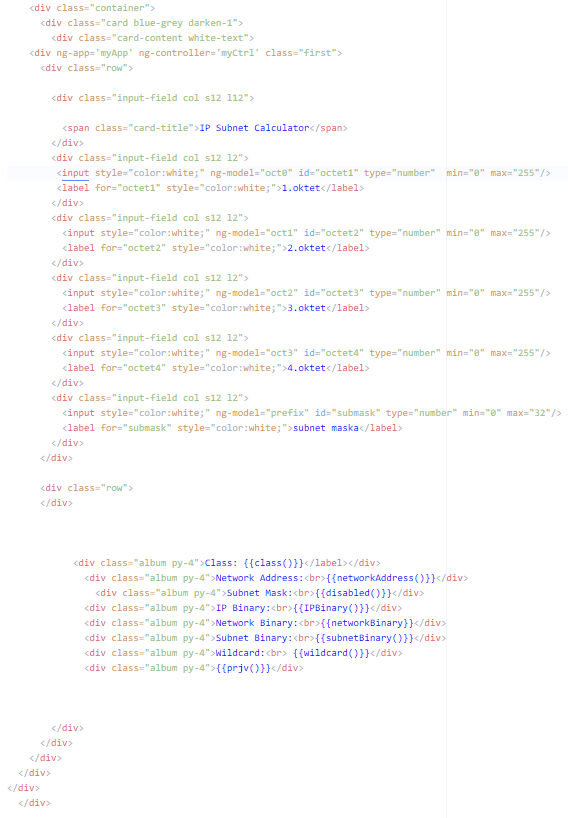 <div class="container">
<div class="card blue-grey darken-1">
<div class="card-content white-text">
<div ng-app='myApp' ng-controller='myCtrl' class="first">
<div class="row">
<div class="input-field col s12 l12">
<span class="card-title">IP Subnet Calculator</span>
</div>
<div class="input-field col s12 l2">
<input style="color:white;" ng-model="oct0" id="octet1" type="number"  min="0" max="255"/>
<label for="octet1" style="color:white;">1.oktet</label>
</div>
<div class="input-field col s12 l2">
<input style="color:white;" ng-model="oct1" id="octet2" type="number" min="0" max="255"/>
<label for="octet2" style="color:white;">2.oktet</label>
</div>
<div class="input-field col s12 l2">
<input style="color:white;" ng-model="oct2" id="octet3" type="number" min="0" max="255"/>
<label for="octet3" style="color:white;">3.oktet</label>
</div>
<div class="input-field col s12 l2">
<input style="color:white;" ng-model="oct3" id="octet4" type="number" min="0" max="255"/>
<label for="octet4" style="color:white;">4.oktet</label>
</div>
<div class="input-field col s12 l2">
<input style="color:white;" ng-model="prefix" id="submask" type="number" min="0" max="32"/>
<label for="submask" style="color:white;">subnet maska</label>
</div>
</div>
<div class="row">
</div>
<div class="album py-4">Class: {{class()}}</label></div>
<div class="album py-4">Network Address:<br>{{networkAddress()}}</div>
<div class="album py-4">Subnet Mask:<br>{{disabled()}}</div>
<div class="album py-4">IP Binary:<br>{{IPBinary()}}</div>
<div class="album py-4">Network Binary:<br>{{networkBinary}}</div>
<div class="album py-4">Subnet Binary:<br>{{subnetBinary()}}</div>
<div class="album py-4">Wildcard:<br> {{wildcard()}}</div>
<div class="album py-4">{{prjv()}}</div>
</div>
</div>
</div>
</div>
</div>
</div>